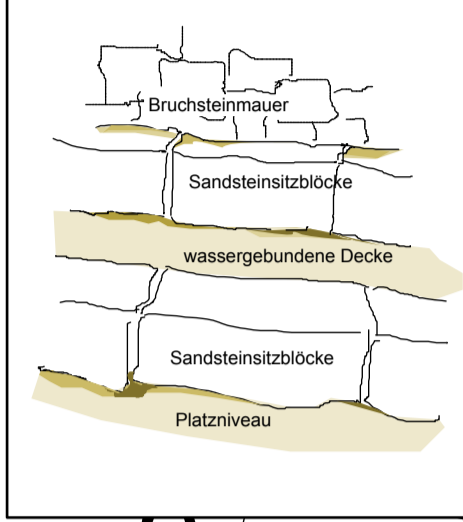 Bruchsteinmauer
Sandsteinsitzblöcke
wassergebundene Decke
Sandsteinsitzblöcke
Platzniveau